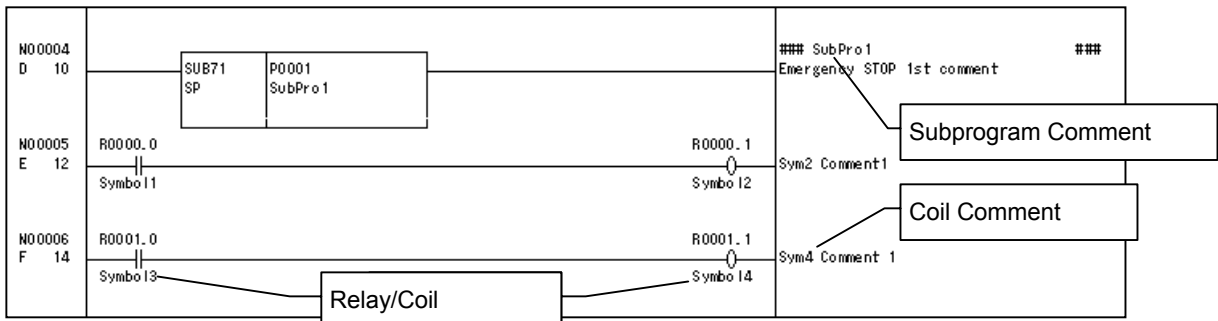 N00004
D 10
SUB71 P0001
SP SubPro1
### SubPro1 ###
Emergency STOP 1st comment
Subprogram Comment
N00005 R0000.0 R0000.1
E 12 Sym2 Comment1
Symbol1 Symbol2
Coil Comment
N00006 R0001.0 R0001.1
F 14 Sym4 Comment 1
Symbol3 Symbol4
Relay/Coil